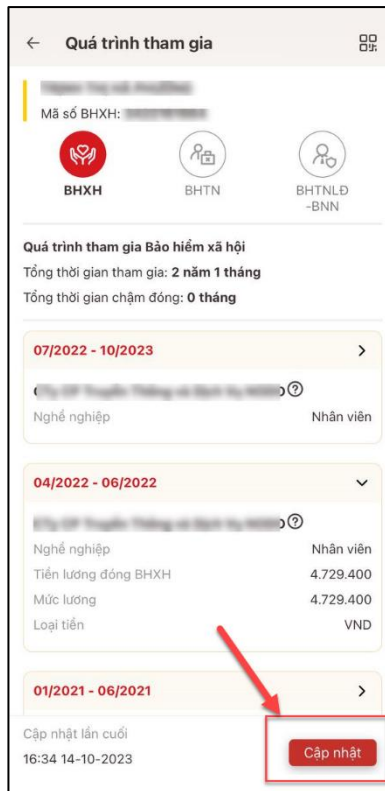 Quá trình tham gia
Mã số BHXH:
BHXH
BHTN
BHTNLĐ
-BNN
Quá trình tham gia Bảo hiểm xã hội
Tổng thời gian tham gia: 2 năm 1 tháng
Tổng thời gian chậm đóng: 0 tháng
07/2022 - 10/2023
Nghề nghiệp Nhân viên
04/2022 - 06/2022
Nghề nghiệp Nhân viên
Tiền lương đóng BHXH 4.729.400
Mức lương 4.729.400
Loại tiền VND
01/2021 - 06/2021
Cập nhật lần cuối
16:34 14-10-2023
Cập nhật